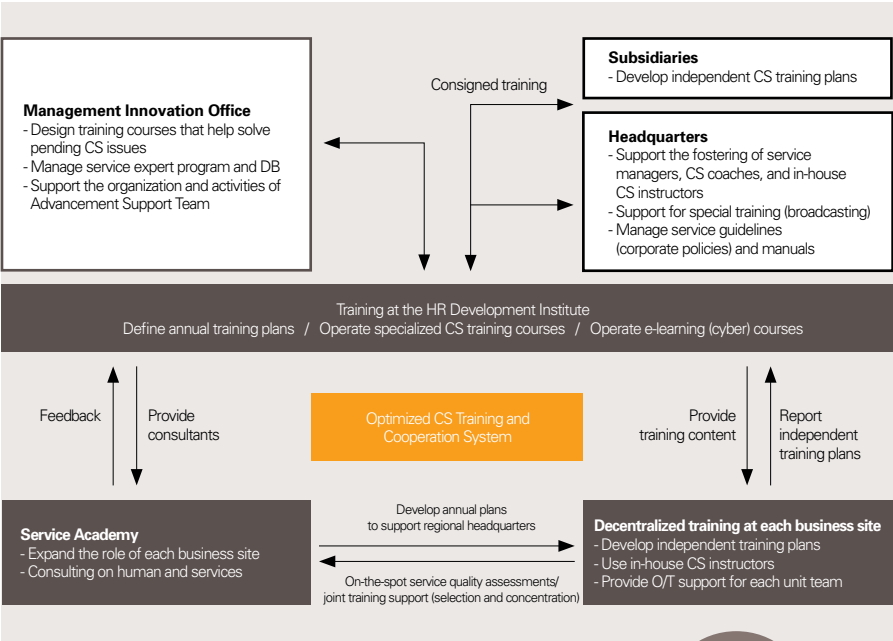 Management Innovation Office
- Design training courses that help solve
pending CS issues
- Manage service expert program and DB
- Support the organization and activities of
Advancement Support Team
Consigned training
Subsidiaries
- Develop independent CS training plans
Headquarters
- Support the fostering of service
managers, CS coaches, and in-house
CS instructors
- Support for special training (broadcasting)
- Manage service guidelines
(corporate policies) and manuals
Training at the HR Development Institute
Define annual training plans / Operate specialized CS training courses / Operate e-learning (cyber) courses
Feedback
Provide
consultants
Optimized CS Training and
Cooperation System
Provide
training content
Report
independent
training plans
Service Academy
- Expand the role of each business site
- Consulting on human and services
Develop annual plans
to support regional headquarters
On-the-spot service quality assessments/
joint training support (selection and concentration)
Decentralized training at each business site
- Develop independent training plans
- Use in-house CS instructors
- Provide O/T support for each unit team